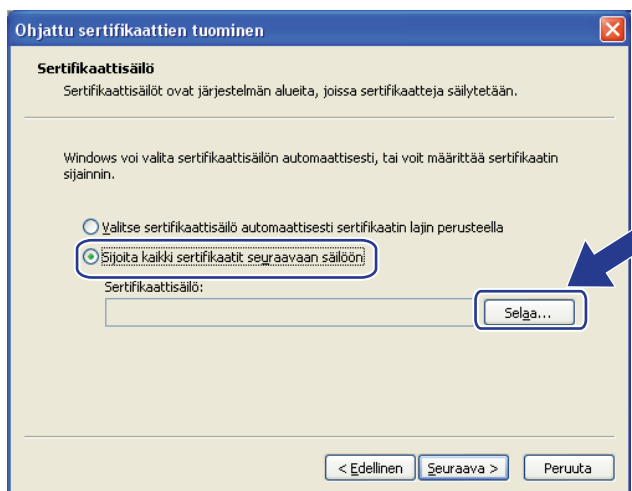 Ohjattu sertifikaattien tuominen
Sertifikaattisäilö
Sertifikaattisäilöt ovat järjestelmän alueita, joissa sertifikaatteja säilytetään.
Windows voi valita sertifikaattisäilön automaattisesti, tai voit määrittää sertifikaatin
sijainnin.
Valitse sertifikaattisäilö automaattisesti sertifikaatin lajin perusteella
Sijoita kaikki sertifikaatit seuraavaan säilöön
Sertifikaattisäilö:
Selaa...
< Edellinen Seuraava > Peruuta